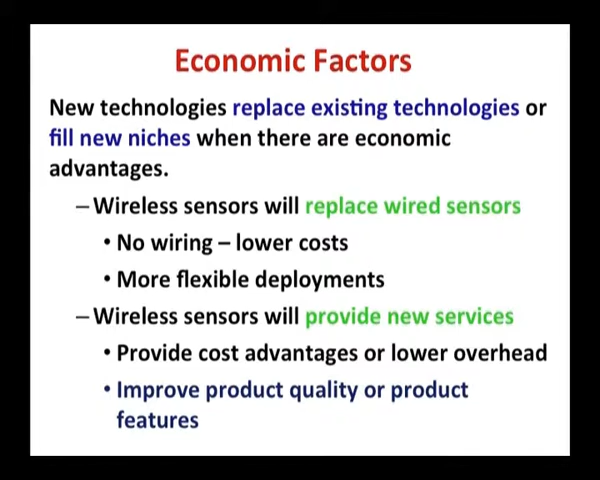 Economic Factors
New technologies replace existing technologies or
fill new niches when there are economic
advantages.
–Wireless sensors will replace wired sensors
• No wiring – lower costs
• More flexible deployments
–Wireless sensors will provide new services
• Provide cost advantages or lower overhead
• Improve product quality or product
features